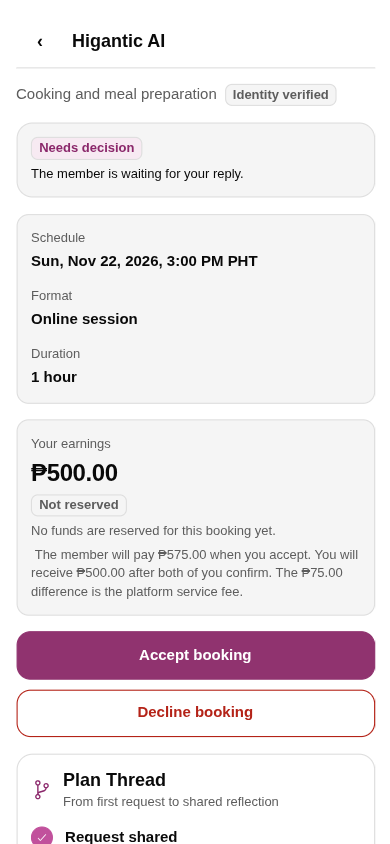 ‹ Higantic AI
Cooking and meal preparation Identity verified
Needs decision
The member is waiting for your reply.
Schedule
Sun, Nov 22, 2026, 3:00 PM PHT
Format
Online session
Duration
1 hour
Your earnings
₱500.00
Not reserved
No funds are reserved for this booking yet.
The member will pay ₱575.00 when you accept. You will
receive ₱500.00 after both of you confirm. The ₱75.00
difference is the platform service fee.
Accept booking
Decline booking
Plan Thread
From first request to shared reflection
Request shared